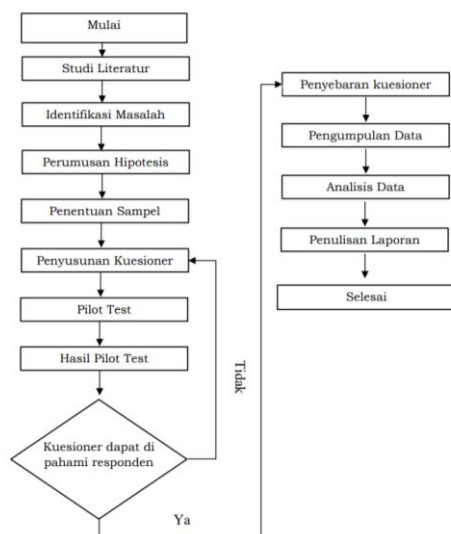 Mulai
Studi Literatur
Identifikasi Masalah
Perumusan Hipotesis
Penentuan Sampel
Penyusunan Kuesioner
Pilot Test
Hasil Pilot Test
Kuesioner dapat di
pahami responden
Tidak
Ya
Penyebaran kuesioner
Pengumpulan Data
Analisis Data
Penulisan Laporan
Selesai